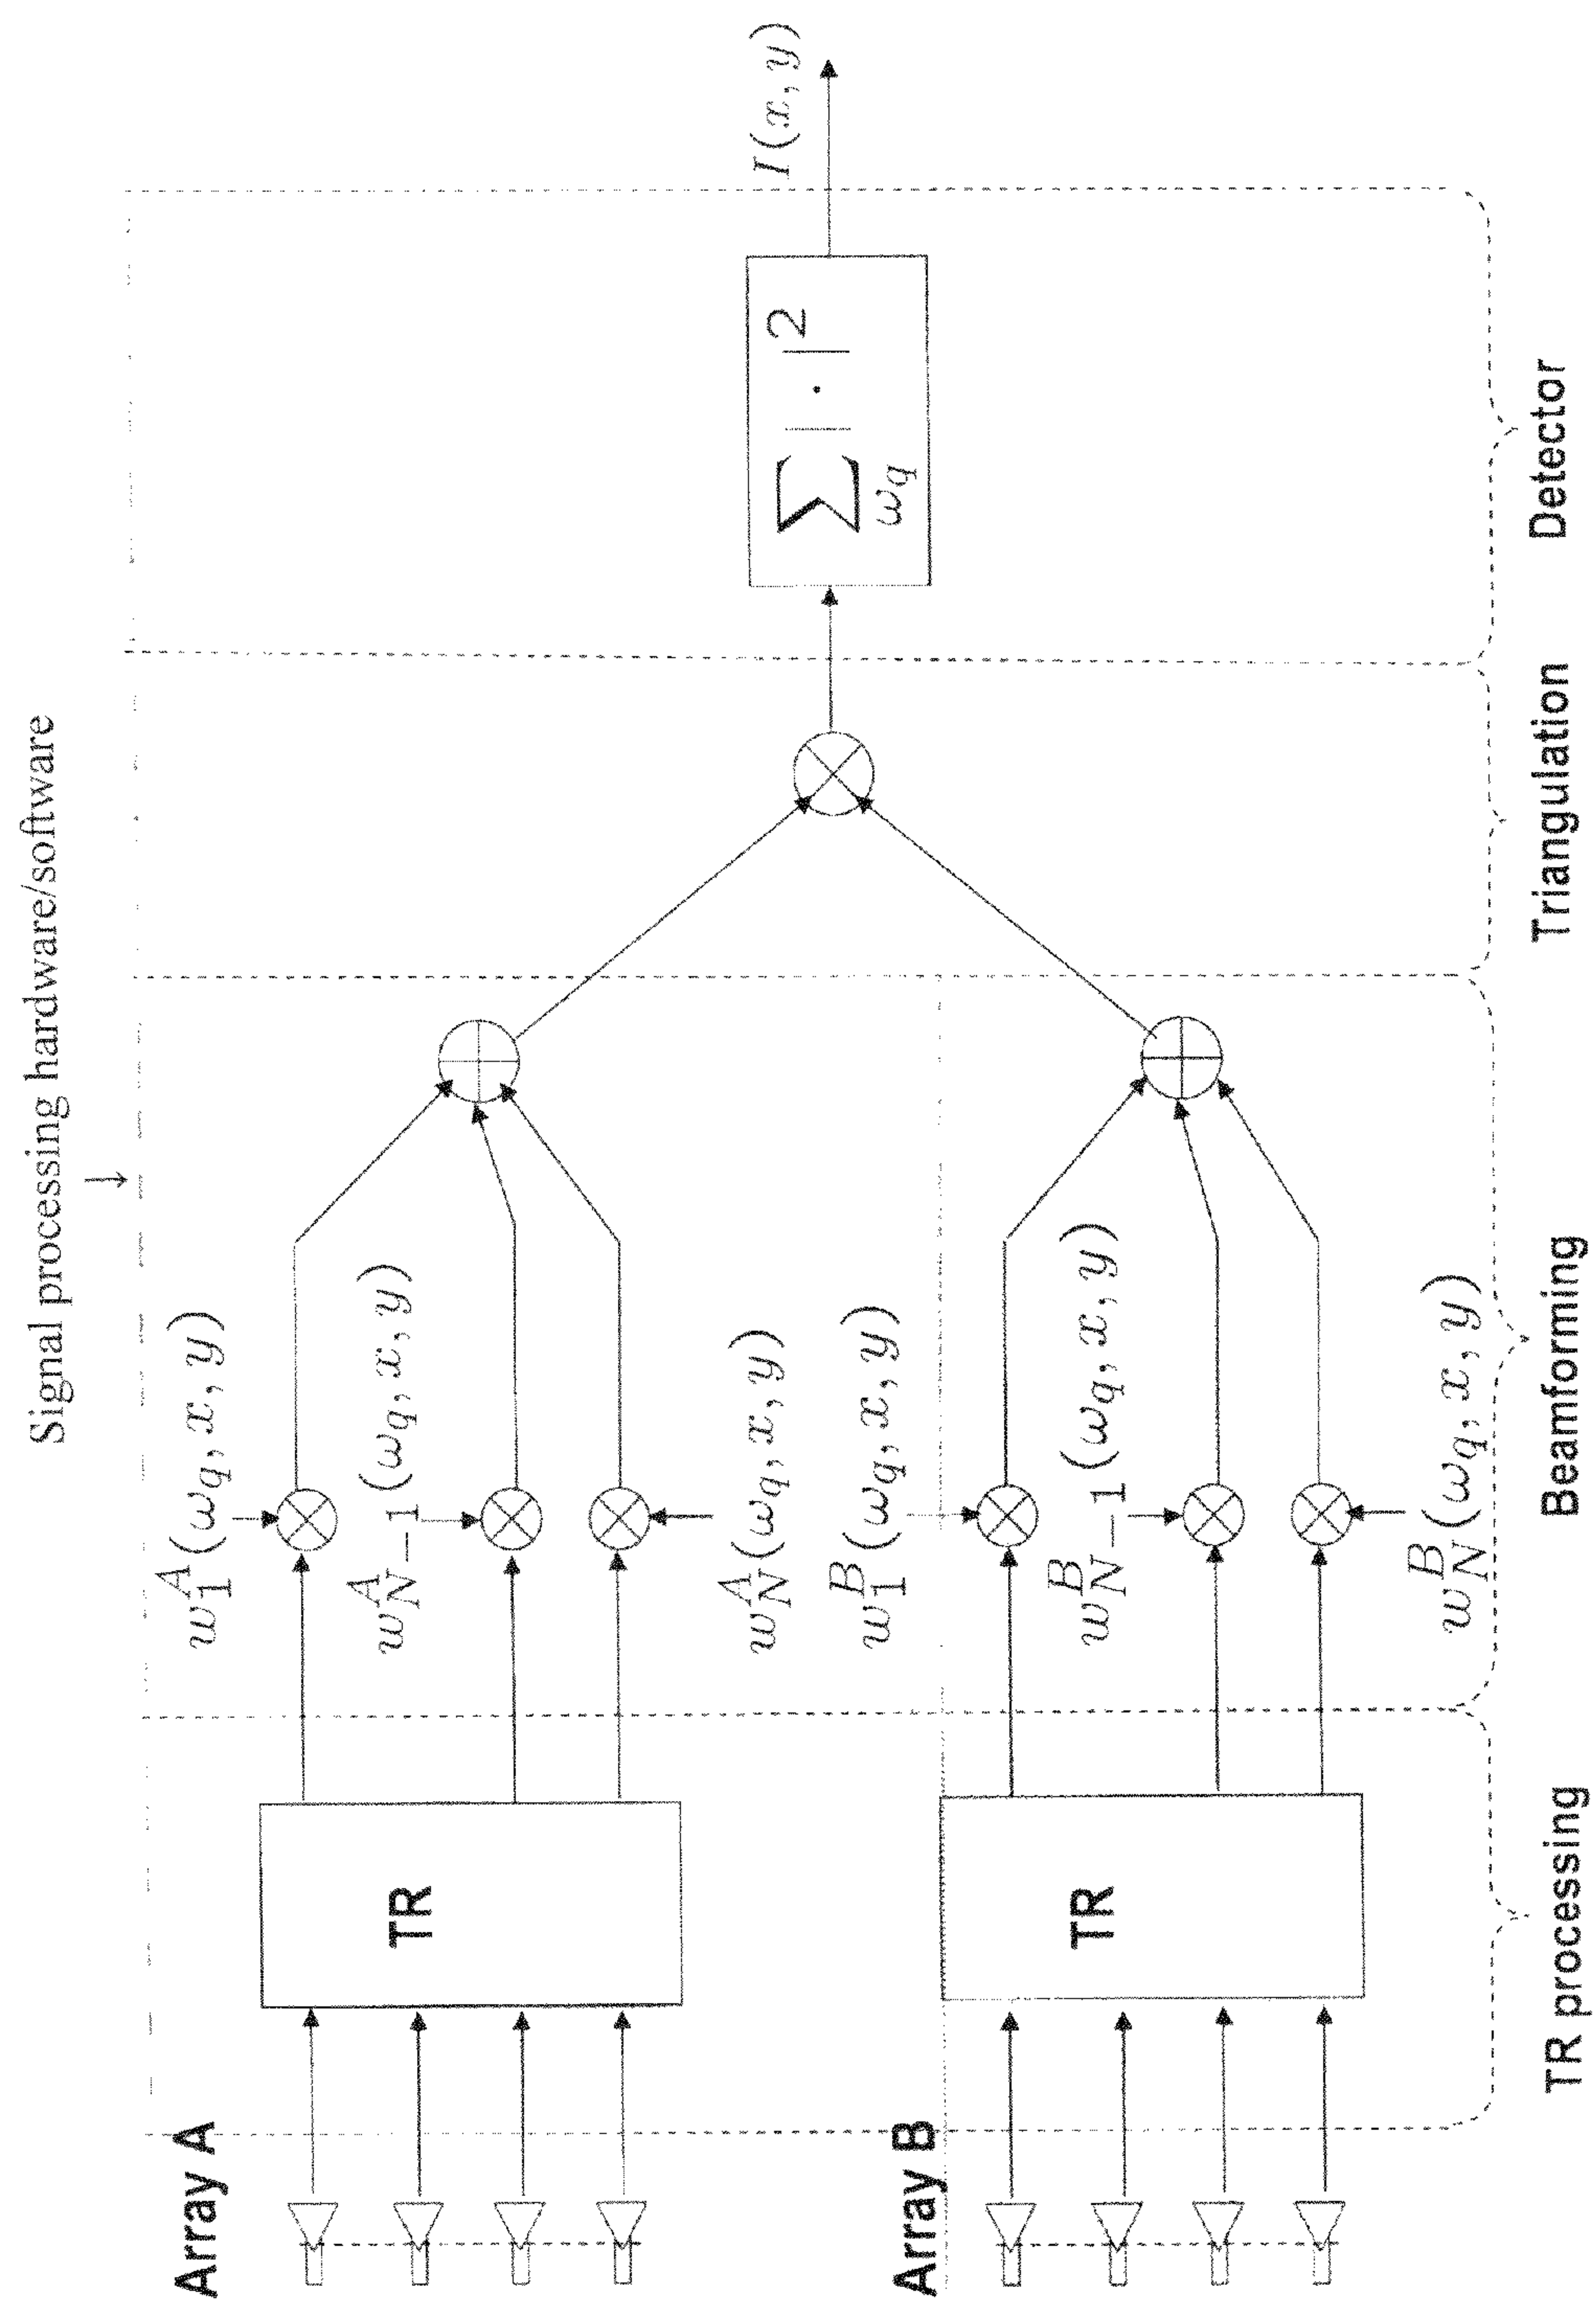 Signal processing hardware/software
↓
Array A
TR
w_1^A(ω_q, x, y)
w_{N-1}^A(ω_q, x, y)
w_N^A(ω_q, x, y)
Array B
TR
w_1^B(ω_q, x, y)
w_{N-1}^B(ω_q, x, y)
w_N^B(ω_q, x, y)
∑_{ω_q} | · |^2
I(x, y)
TR processing
Beamforming
Triangulation
Detector